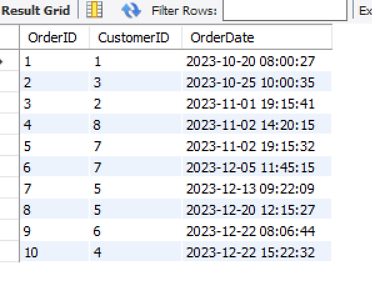 Result Grid Filter Rows: Ex
OrderID CustomerID OrderDate
1 1 2023-10-20 08:00:27
2 3 2023-10-25 10:00:35
3 2 2023-11-01 19:15:41
4 8 2023-11-02 14:20:15
5 7 2023-11-02 19:15:32
6 7 2023-12-05 11:45:15
7 5 2023-12-13 09:22:09
8 5 2023-12-20 12:15:27
9 6 2023-12-22 08:06:44
10 4 2023-12-22 15:22:32